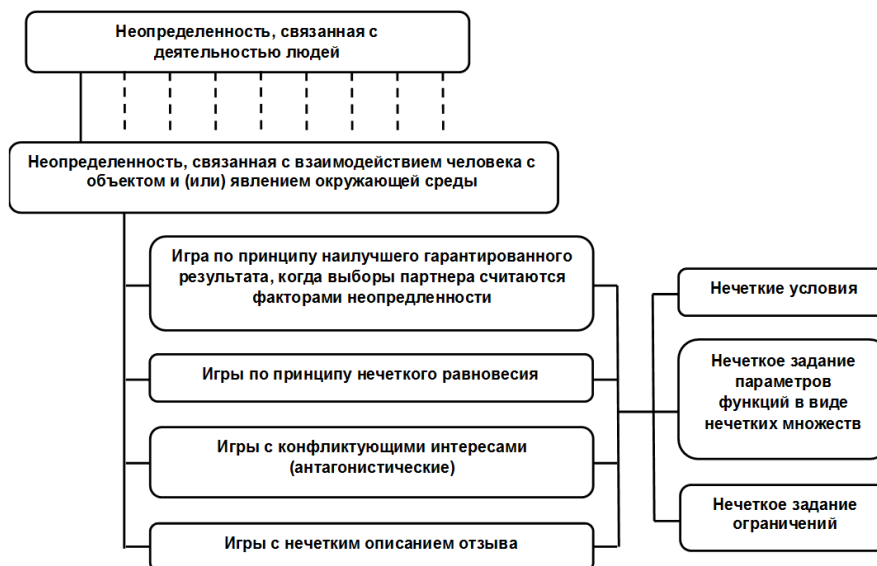 Неопределенность, связанная с
деятельностью людей
Неопределенность, связанная с взаимодействием человека с
объектом и (или) явлением окружающей среды
Игра по принципу наилучшего гарантированного
результата, когда выборы партнера считаются
факторами неопредленности
Игры по принципу нечеткого равновесия
Игры с конфликтующими интересами
(антагонистические)
Игры с нечетким описанием отзыва
Нечеткие условия
Нечеткое задание
параметров
функций в виде
нечетких множеств
Нечеткое задание
ограничений